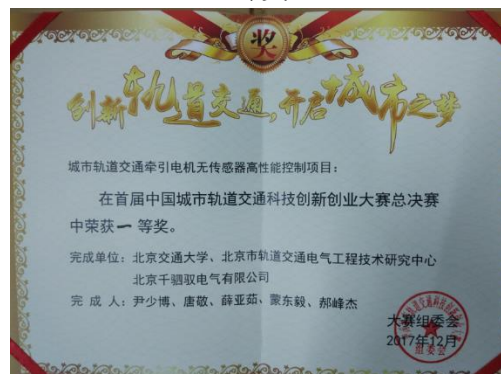 奖
创新轨道交通,开启城市之梦
城市轨道交通牵引电机无传感器高性能控制项目：
在首届中国城市轨道交通科技创新创业大赛总决赛
中荣获一等奖。
完成单位：北京交通大学、北京市轨道交通电气工程技术研究中心
北京千驷驭电气有限公司
完 成 人：尹少博、唐敬、薛亚茹、蒙东毅、郝峰杰
大赛组委会
2017年12月
组委会